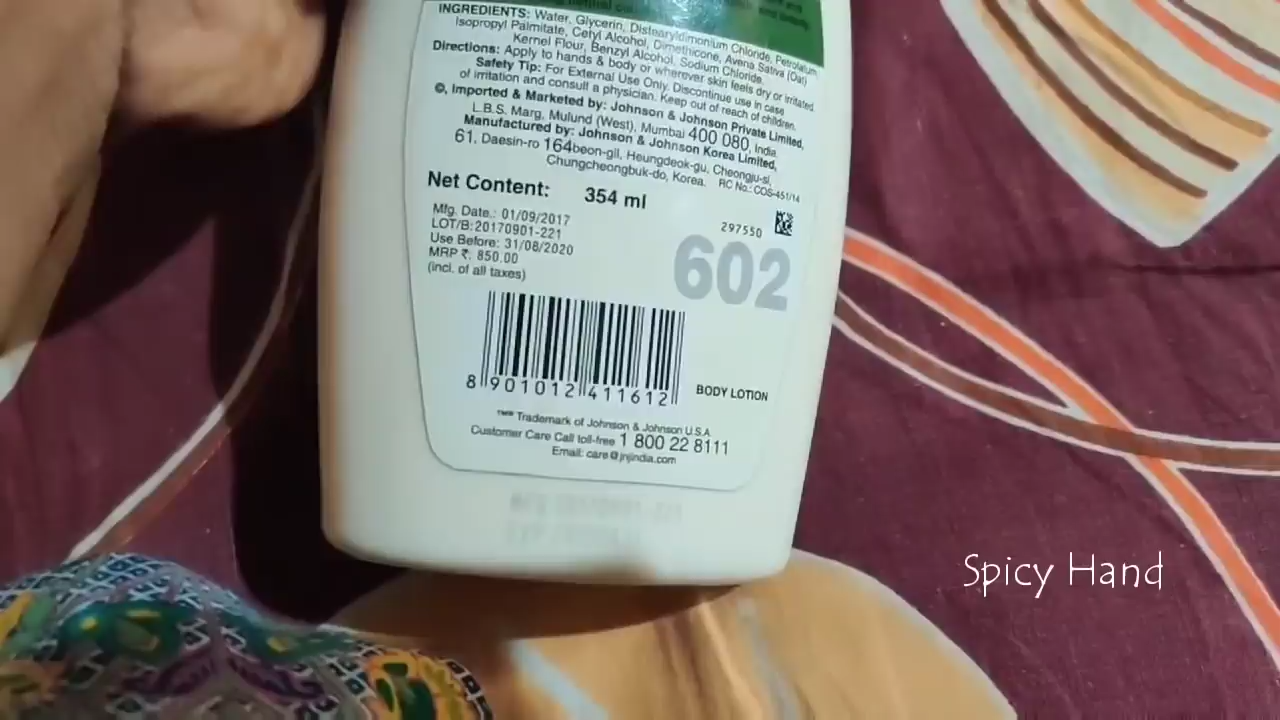 INGREDIENTS: Water, Glycerin, Distearyldimonium Chloride, Petrolatum
Isopropyl Palmitate, Cetyl Alcohol, Dimethicone, Avena Sativa (Oat)
Kernel Flour, Benzyl Alcohol, Sodium Chloride.
Directions: Apply to hands & body or wherever skin feels dry or irritated.
Safety Tip: For External Use Only. Discontinue use in case
of irritation and consult a physician. Keep out of reach of children.
Imported & Marketed by: Johnson & Johnson Private Limited,
L.B.S. Marg, Mulund (West), Mumbai 400 080, India.
Manufactured by: Johnson & Johnson Korea Limited,
61, Daesin-ro 164beon-gil, Heungdeok-gu, Cheongju-si,
Chungcheongbuk-do, Korea. RC No.: COS-451/14
Net Content: 354 ml
Mfg. Date.: 01/09/2017
LOT/B: 20170901-221
Use Before: 31/08/2020
MRP ₹. 850.00
(incl. of all taxes)
297550
602
8 901012 411612
BODY LOTION
Trademark of Johnson & Johnson U.S.A
Customer Care Call toll-free 1 800 22 8111
Email: care@jnjindia.com
Spicy Hand